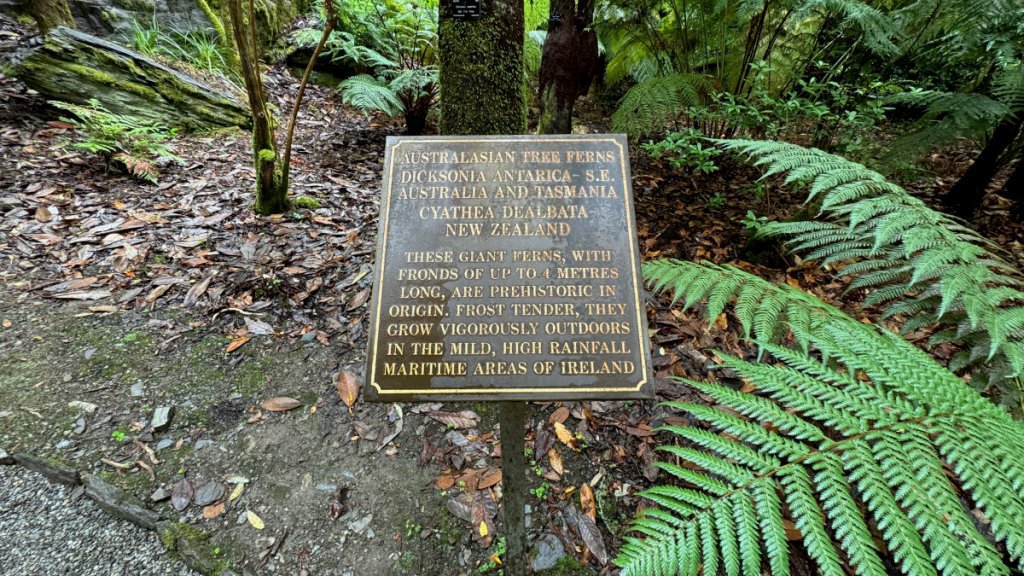 AUSTRALASIAN TREE FERNS
DICKSONIA ANTARICA- S.E.
AUSTRALIA AND TASMANIA
CYATHEA DEALBATA-
NEW ZEALAND
THESE GIANT FERNS, WITH
FRONDS OF UP TO 4 METRES
LONG, ARE PREHISTORIC IN
ORIGIN. FROST TENDER, THEY
GROW VIGOROUSLY OUTDOORS
IN THE MILD, HIGH RAINFALL
MARITIME AREAS OF IRELAND